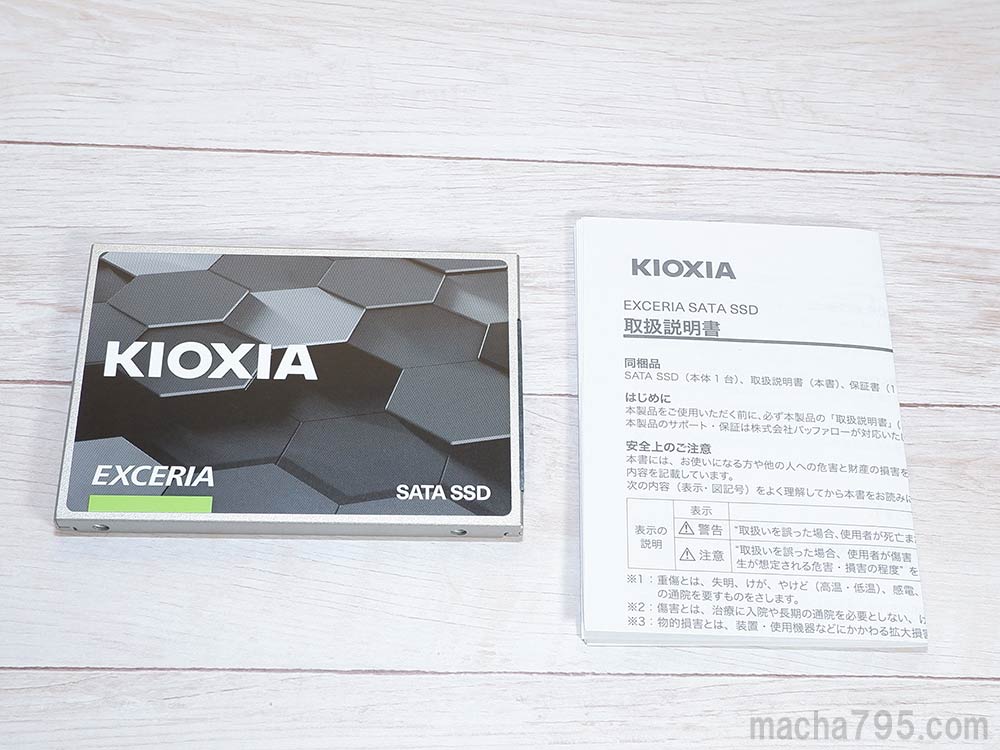 KIOXIA
EXCERIA
SATA SSD
KIOXIA
EXCERIA SATA SSD
取扱説明書
同梱品
SATA SSD（本体1台）、取扱説明書（本書）、保証書（1
はじめに
本製品をご使用いただく前に、必ず本製品の「取扱説明書」（
本製品のサポート・保証は株式会社バッファローが対応いた
安全上のご注意
本書には、お使いになる方や他の人への危害と財産の損害を
内容を記載しています。
次の内容（表示・図記号）をよく理解してから本書をお読みに
表示
表示の説明
警告 "取扱いを誤った場合、使用者が死亡ま
注意 "取扱いを誤った場合、使用者が傷害
生が想定される危害・損害の程度"を
※1：重傷とは、失明、けが、やけど（高温・低温）、感電、
の通院を要するものをさします。
※2：傷害とは、治療に入院や長期の通院を必要としない、け
※3：物的損害とは、装置・使用機器などにかかわる拡大損害
macha795.com